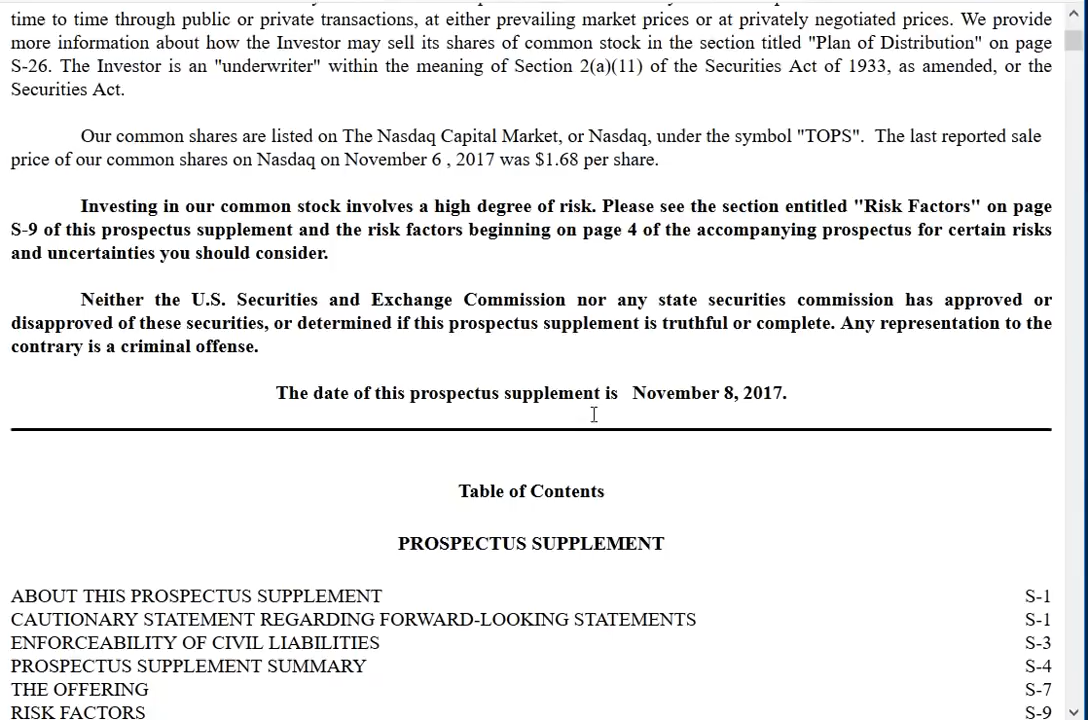 time to time through public or private transactions, at either prevailing market prices or at privately negotiated prices. We provide
more information about how the Investor may sell its shares of common stock in the section titled "Plan of Distribution" on page
S-26. The Investor is an "underwriter" within the meaning of Section 2(a)(11) of the Securities Act of 1933, as amended, or the
Securities Act.
Our common shares are listed on The Nasdaq Capital Market, or Nasdaq, under the symbol "TOPS".  The last reported sale
price of our common shares on Nasdaq on November 6 , 2017 was $1.68 per share.
Investing in our common stock involves a high degree of risk. Please see the section entitled "Risk Factors" on page
S-9 of this prospectus supplement and the risk factors beginning on page 4 of the accompanying prospectus for certain risks
and uncertainties you should consider.
Neither the U.S. Securities and Exchange Commission nor any state securities commission has approved or
disapproved of these securities, or determined if this prospectus supplement is truthful or complete. Any representation to the
contrary is a criminal offense.
The date of this prospectus supplement is   November 8, 2017.
Table of Contents
PROSPECTUS SUPPLEMENT
ABOUT THIS PROSPECTUS SUPPLEMENT S-1
CAUTIONARY STATEMENT REGARDING FORWARD-LOOKING STATEMENTS S-1
ENFORCEABILITY OF CIVIL LIABILITIES S-3
PROSPECTUS SUPPLEMENT SUMMARY S-4
THE OFFERING S-7
RISK FACTORS S-9